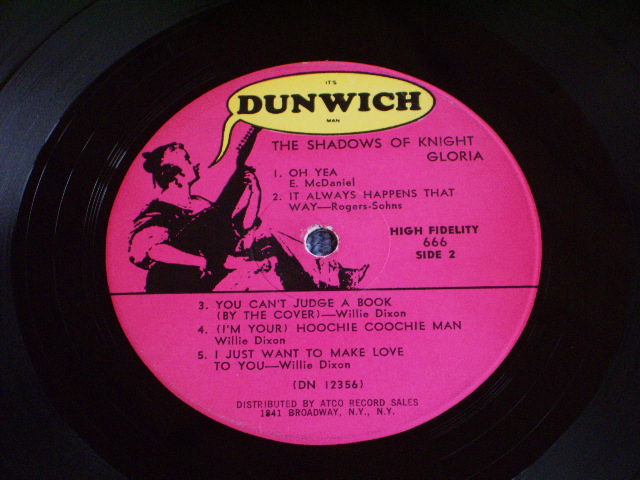 IT'S
DUNWICH
MAN
THE SHADOWS OF KNIGHT
GLORIA
1. OH YEA
E. McDaniel
2. IT ALWAYS HAPPENS THAT
WAY—Rogers-Sohns
HIGH FIDELITY
666
SIDE 2
3. YOU CAN'T JUDGE A BOOK
(BY THE COVER)—Willie Dixon
4. (I'M YOUR) HOOCHIE COOCHIE MAN
Willie Dixon
5. I JUST WANT TO MAKE LOVE
TO YOU—Willie Dixon
(DN 12356)
DISTRIBUTED BY ATCO RECORD SALES
1841 BROADWAY, N.Y., N.Y.